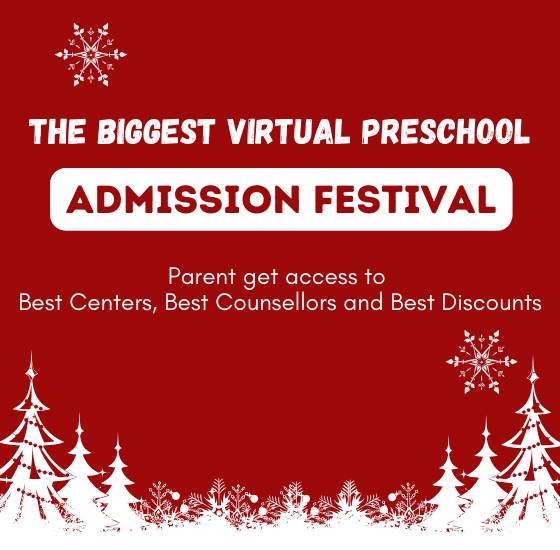 THE BIGGEST VIRTUAL PRESCHOOL
ADMISSION FESTIVAL
Parent get access to
Best Centers, Best Counsellors and Best Discounts